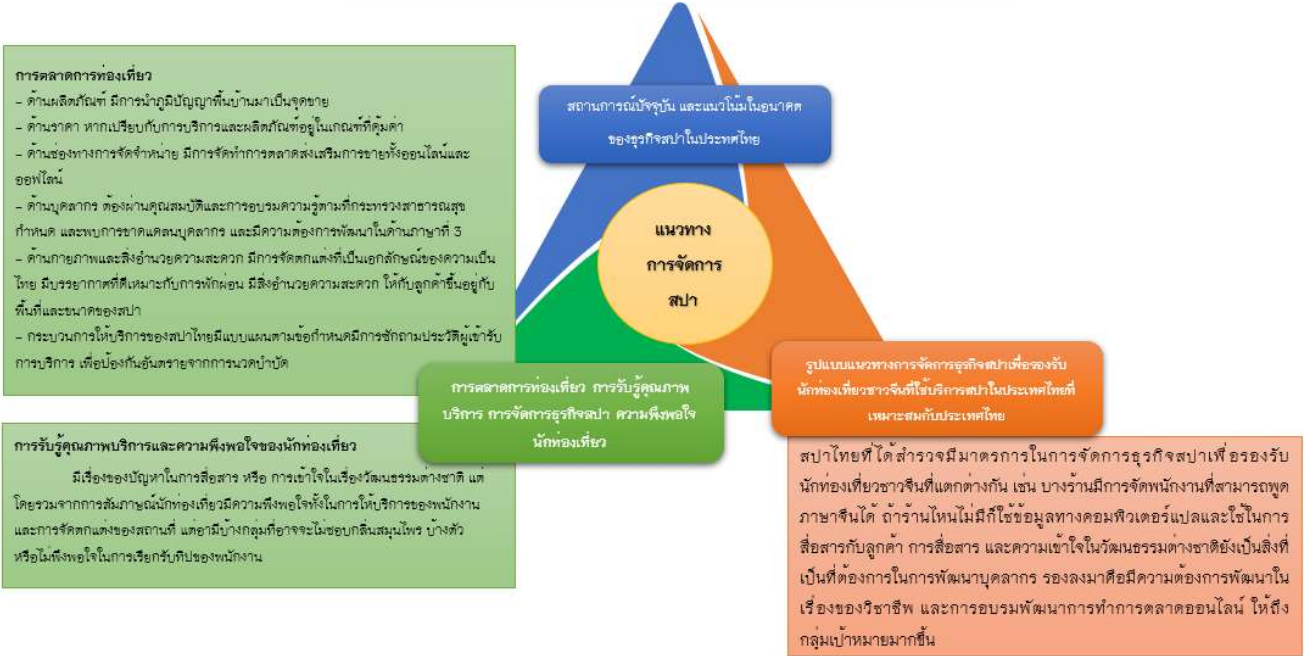 การตลาดการท่องเที่ยว
- ด้านผลิตภัณฑ์ มีการนำภูมิปัญญาพื้นบ้านมาเป็นจุดขาย
- ด้านราคา หากเปรียบกับการบริการและผลิตภัณฑ์อยู่ในเกณฑ์ที่คุ้มค่า
- ด้านช่องทางการจัดจำหน่าย มีการจัดทำการตลาดส่งเสริมการขายทั้งออนไลน์และ
ออฟไลน์
- ด้านบุคลากร ต้องผ่านคุณสมบัติและการอบรมความรู้ตามที่กระทรวงสาธารณสุข
กำหนด และพบการขาดแคลนบุคลากร และมีความต้องการพัฒนาในด้านภาษาที่ 3
- ด้านกายภาพและสิ่งอำนวยความสะดวก มีการจัดตกแต่งที่เป็นเอกลักษณ์ของความเป็น
ไทย มีบรรยากาศที่ดีเหมาะกับการพักผ่อน มีสิ่งอำนวยความสะดวก ให้กับลูกค้าขึ้นอยู่กับ
พื้นที่และขนาดของสปา
- กระบวนการให้บริการของสปาไทยมีแบบแผนตามข้อกำหนดมีการซักถามประวัติผู้เข้ารับ
การบริการ เพื่อป้องกันอันตรายจากการนวดบำบัด
สถานการณ์ปัจจุบัน และแนวโน้มในอนาคต
ของธุรกิจสปาในประเทศไทย
แนวทาง
การจัดการ
สปา
การตลาดการท่องเที่ยว การรับรู้คุณภาพ
บริการ การจัดการธุรกิจสปา ความพึงพอใจ
นักท่องเที่ยว
รูปแบบแนวทางการจัดการธุรกิจสปาเพื่อรองรับ
นักท่องเที่ยวชาวจีนที่ใช้บริการสปาในประเทศไทยที่
เหมาะสมกับประเทศไทย
การรับรู้คุณภาพบริการและความพึงพอใจของนักท่องเที่ยว
มีเรื่องของปัญหาในการสื่อสาร หรือ การเข้าใจในเรื่องวัฒนธรรมต่างชาติ แต่
โดยรวมจากการสัมภาษณ์นักท่องเที่ยวมีความพึงพอใจทั้งในการให้บริการของพนักงาน
และการจัดตกแต่งของสถานที่ แต่อามีบ้างกลุ่มที่อาจจะไม่ชอบกลิ่นสมุนไพร บ้างตัว
หรือไม่พึงพอใจในการเรียกรับทิปของพนักงาน
สปาไทยที่ได้สำรวจมีมาตรการในการจัดการธุรกิจสปาเพื่อรองรับ
นักท่องเที่ยวชาวจีนที่แตกต่างกัน เช่น บางร้านมีการจัดพนักงานที่สามารถพูด
ภาษาจีนได้ ถ้าร้านไหนไม่มีก็ใช้ข้อมูลทางคอมพิวเตอร์แปลและใช้ในการ
สื่อสารกับลูกค้า การสื่อสาร และความเข้าใจในวัฒนธรรมต่างชาติยังเป็นสิ่งที่
เป็นที่ต้องการในการพัฒนาบุคลากร รองลงมาคือมีความต้องการพัฒนาใน
เรื่องของวิชาชีพ และการอบรมพัฒนาการทำการตลาดออนไลน์ ให้ถึง
กลุ่มเป้าหมายมากขึ้น